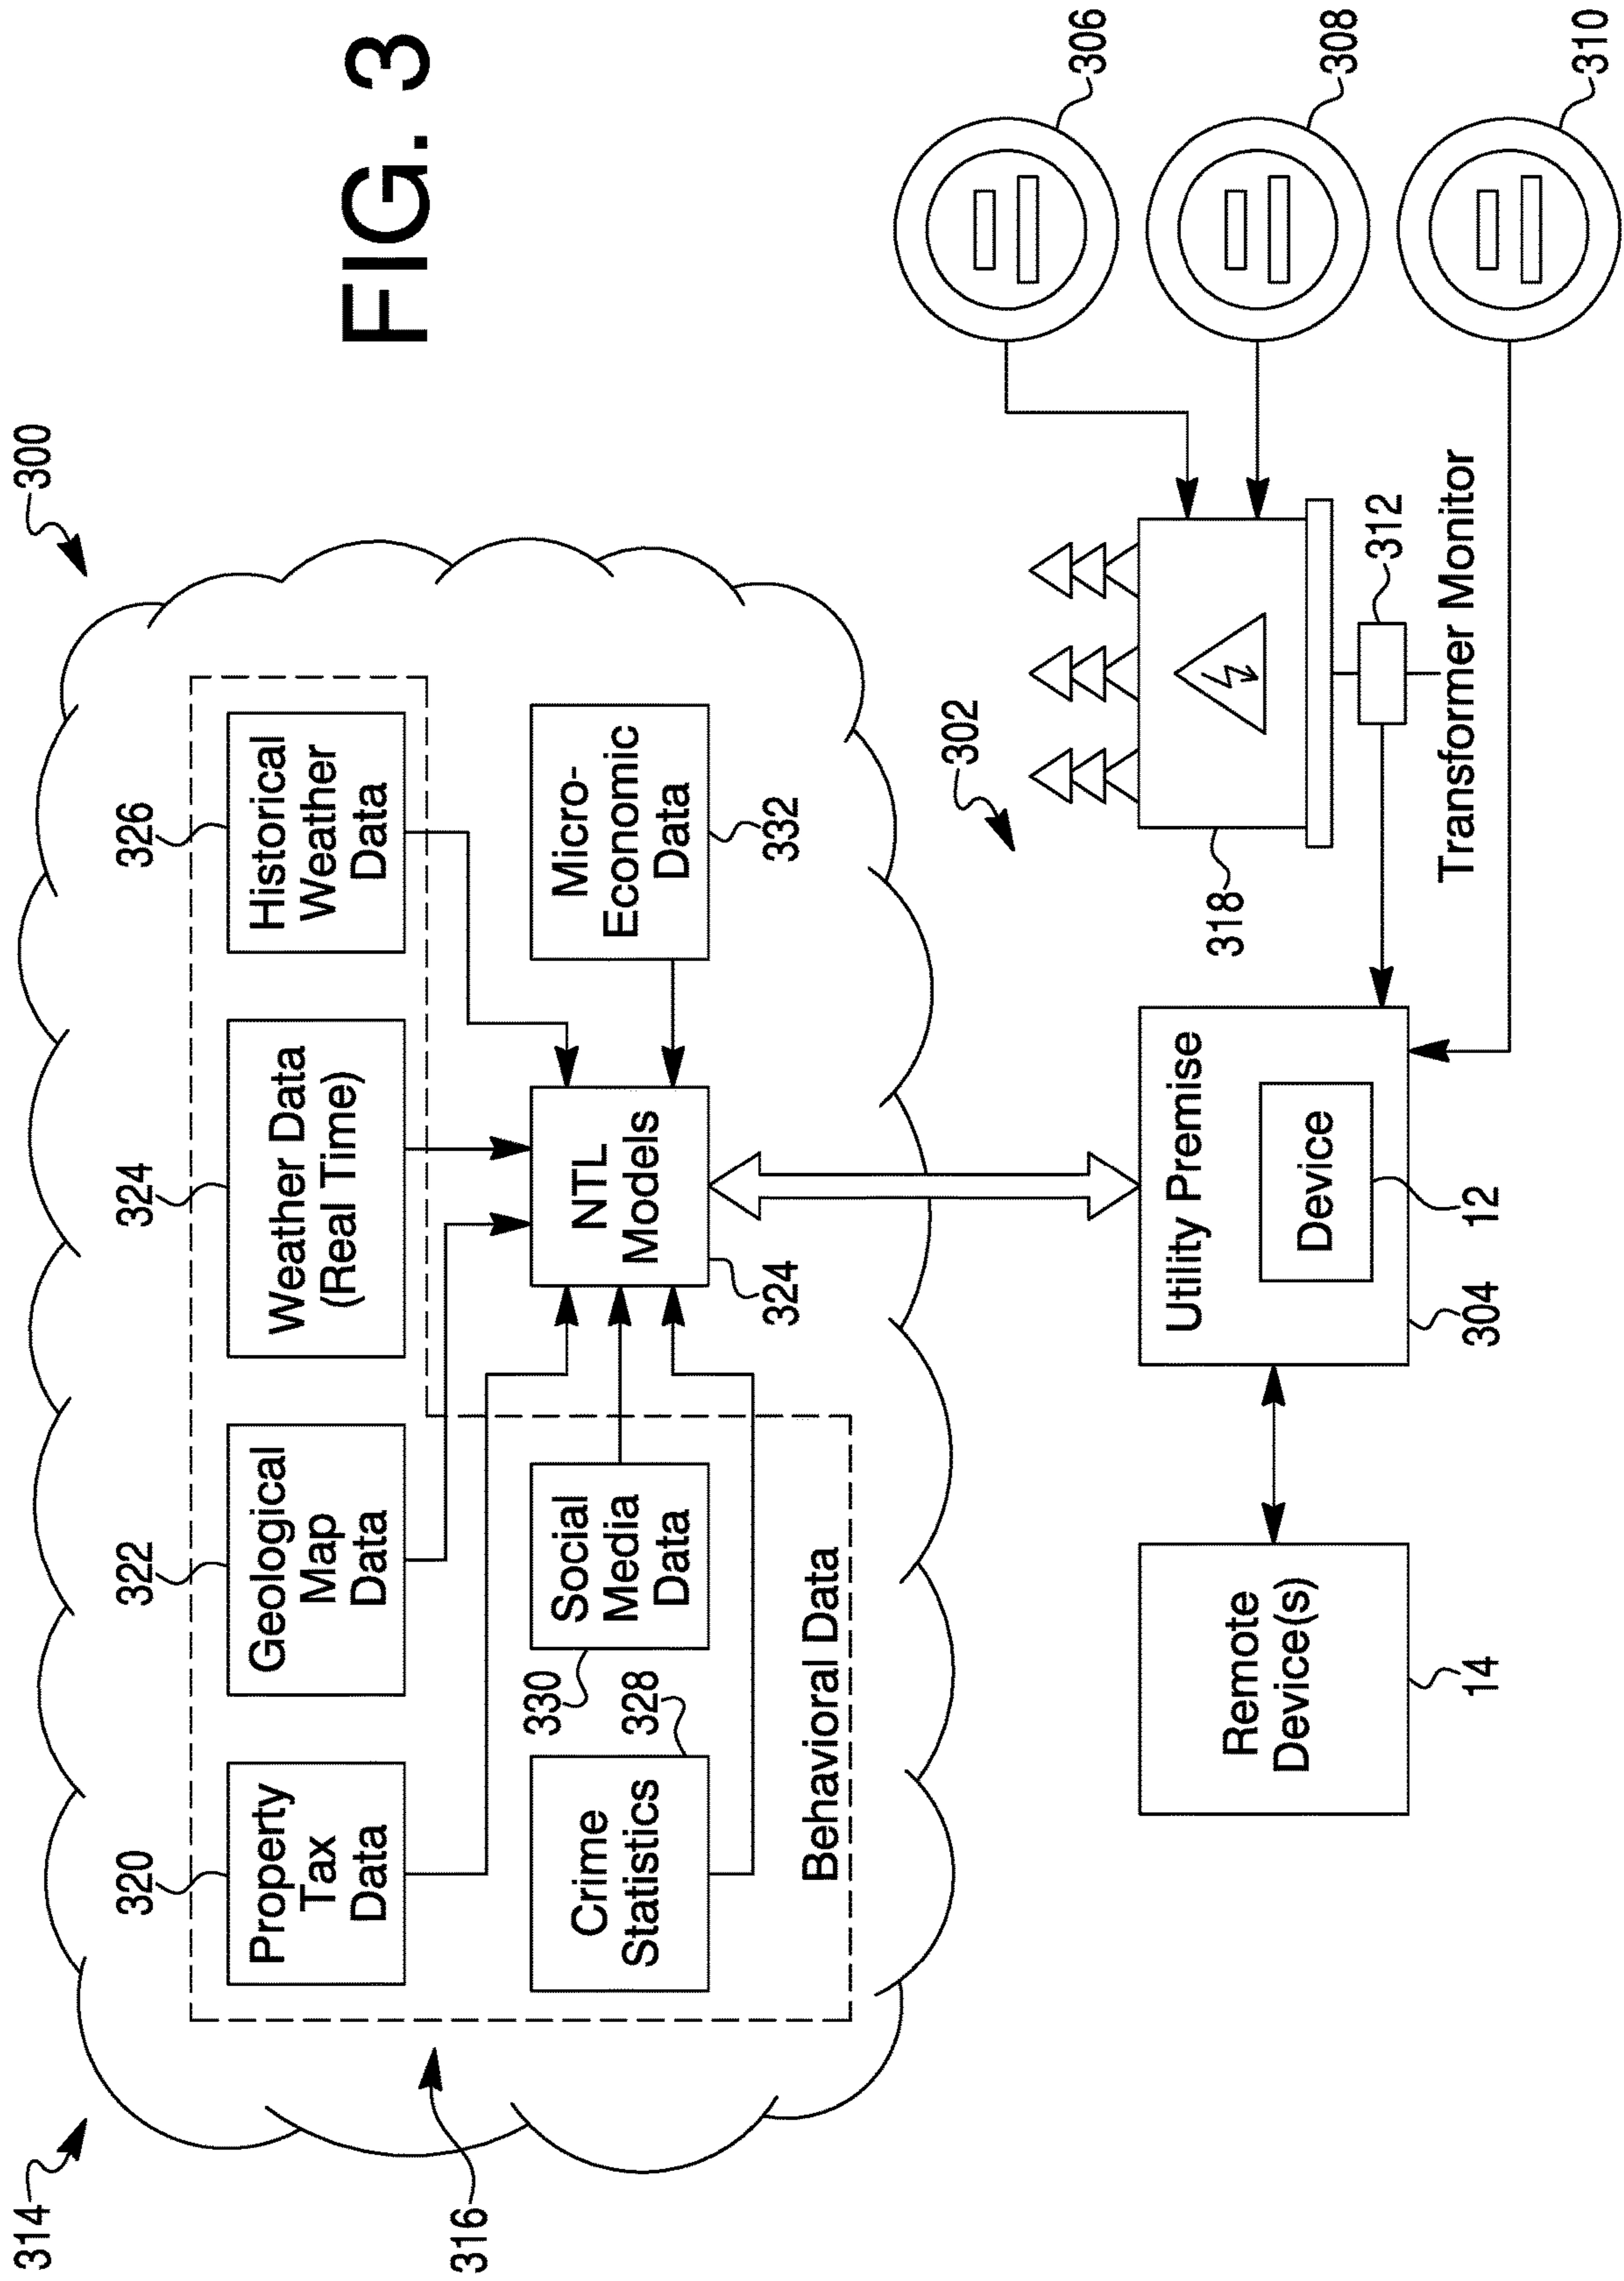 FIG. 3
300
314
316
320
Property
Tax
Data
322
Geological
Map
Data
324
Weather Data
(Real Time)
326
Historical
Weather
Data
328
Crime
Statistics
330
Social
Media
Data
NTL
Models
324
Micro-
Economic
Data
332
Behavioral Data
302
Remote
Device(s)
14
Utility Premise
Device
12
304
318
312
Transformer Monitor
306
308
310